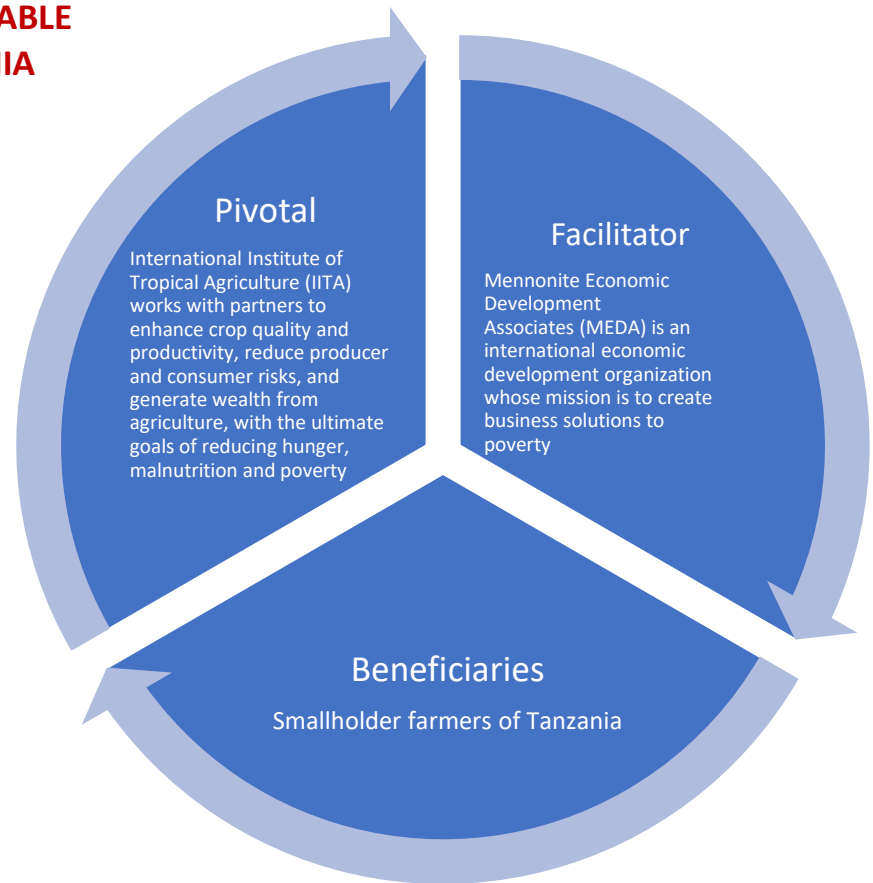 ABLE
IIA
Pivotal
International Institute of
Tropical Agriculture (IITA)
works with partners to
enhance crop quality and
productivity, reduce producer
and consumer risks, and
generate wealth from
agriculture, with the ultimate
goals of reducing hunger,
malnutrition and poverty
Facilitator
Mennonite Economic
Development
Associates (MEDA) is an
international economic
development organization
whose mission is to create
business solutions to
poverty
Beneficiaries
Smallholder farmers of Tanzania